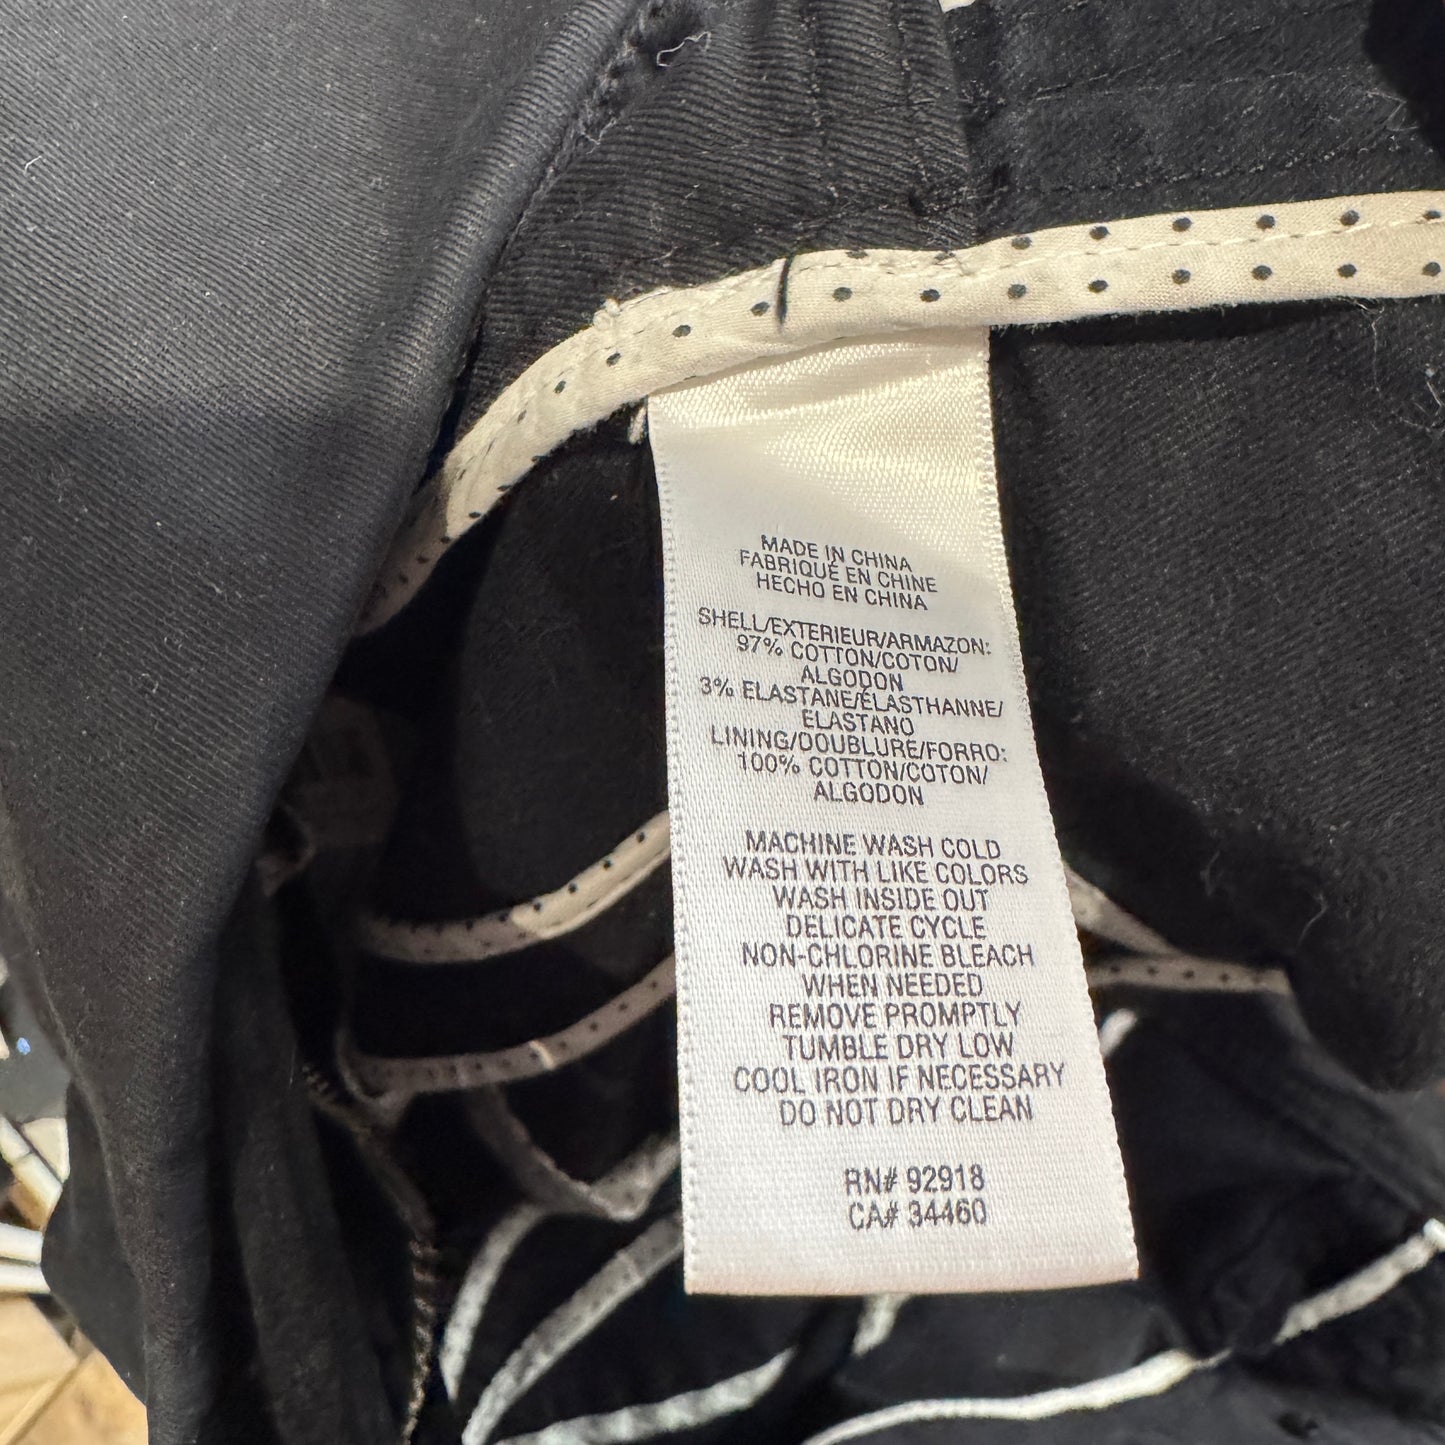 MADE IN CHINA
FABRIQUÉ EN CHINE
HECHO EN CHINA
SHELL/EXTERIEUR/ARMAZON:
97% COTTON/COTON/
ALGODON
3% ELASTANE/ÉLASTHANNE/
ELASTANO
LINING/DOUBLURE/FORRO:
100% COTTON/COTON/
ALGODON
MACHINE WASH COLD
WASH WITH LIKE COLORS
WASH INSIDE OUT
DELICATE CYCLE
NON-CHLORINE BLEACH
WHEN NEEDED
REMOVE PROMPTLY
TUMBLE DRY LOW
COOL IRON IF NECESSARY
DO NOT DRY CLEAN
RN# 92918
CA# 34460